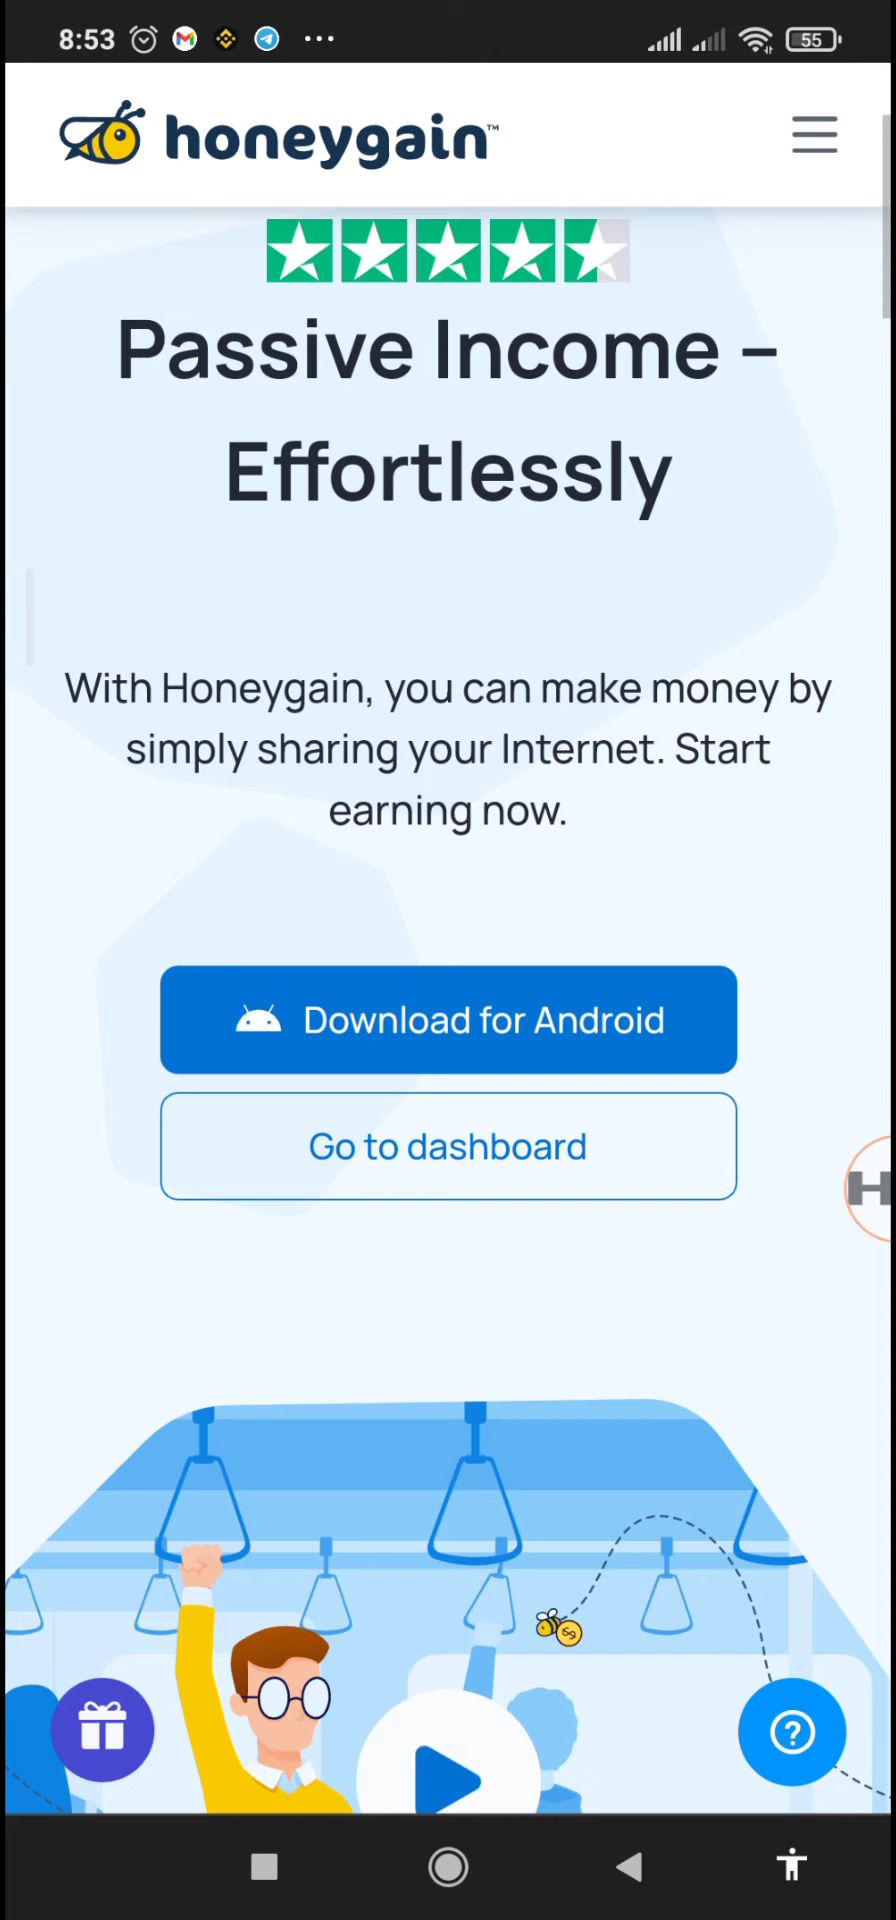 8:53
55
honeygain™
Passive Income –
Effortlessly
With Honeygain, you can make money by
simply sharing your Internet. Start
earning now.
Download for Android
Go to dashboard
H
?